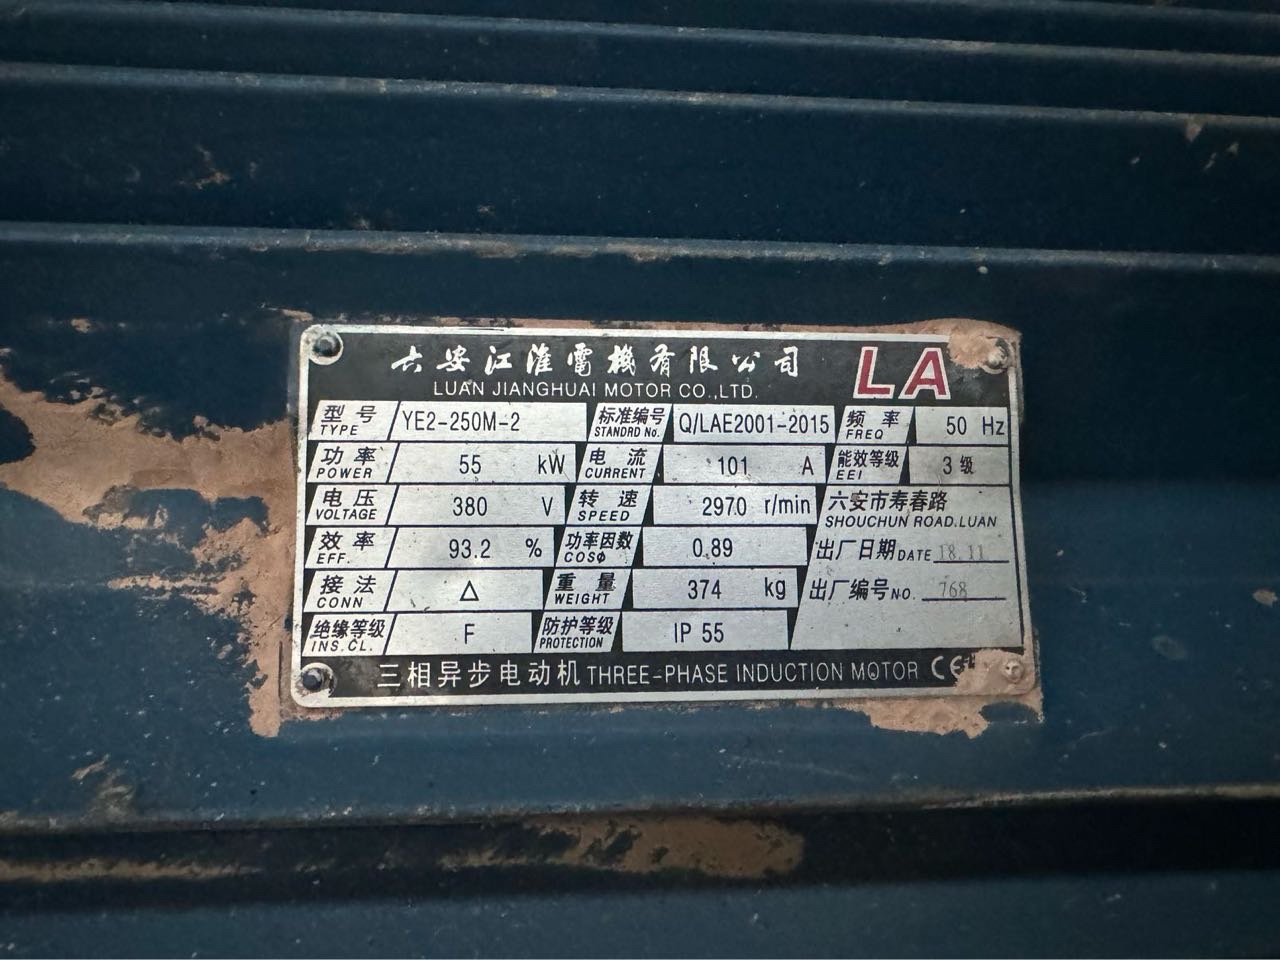 六安江淮電機有限公司 LA
LUAN JIANGHUAI MOTOR CO.,LTD.
型号 TYPE YE2-250M-2 标准编号 STANDRD No. Q/LAE2001-2015 频率 FREQ 50 Hz
功率 POWER 55 kW 电流 CURRENT 101 A 能效等级 EEI 3 级
电压 VOLTAGE 380 V 转速 SPEED 2970 r/min 六安市寿春路
SHOUCHUN ROAD.LUAN
效率 EFF. 93.2 % 功率因数 COSΦ 0.89 出厂日期 DATE 18.11
接法 CONN △ 重量 WEIGHT 374 kg 出厂编号 NO. 768
绝缘等级 INS.CL. F 防护等级 PROTECTION IP 55
三相异步电动机 THREE-PHASE INDUCTION MOTOR CE